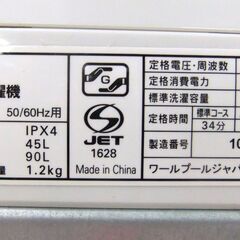 濯機
50/60Hz用
IPX4
45L
90L
1.2kg
G
JET
1628
Made in China
定格電圧・周波数
定格消費電力
標準洗濯容量
定格時間
標準コース
34分
製造番号
10
ワールプールジャパ